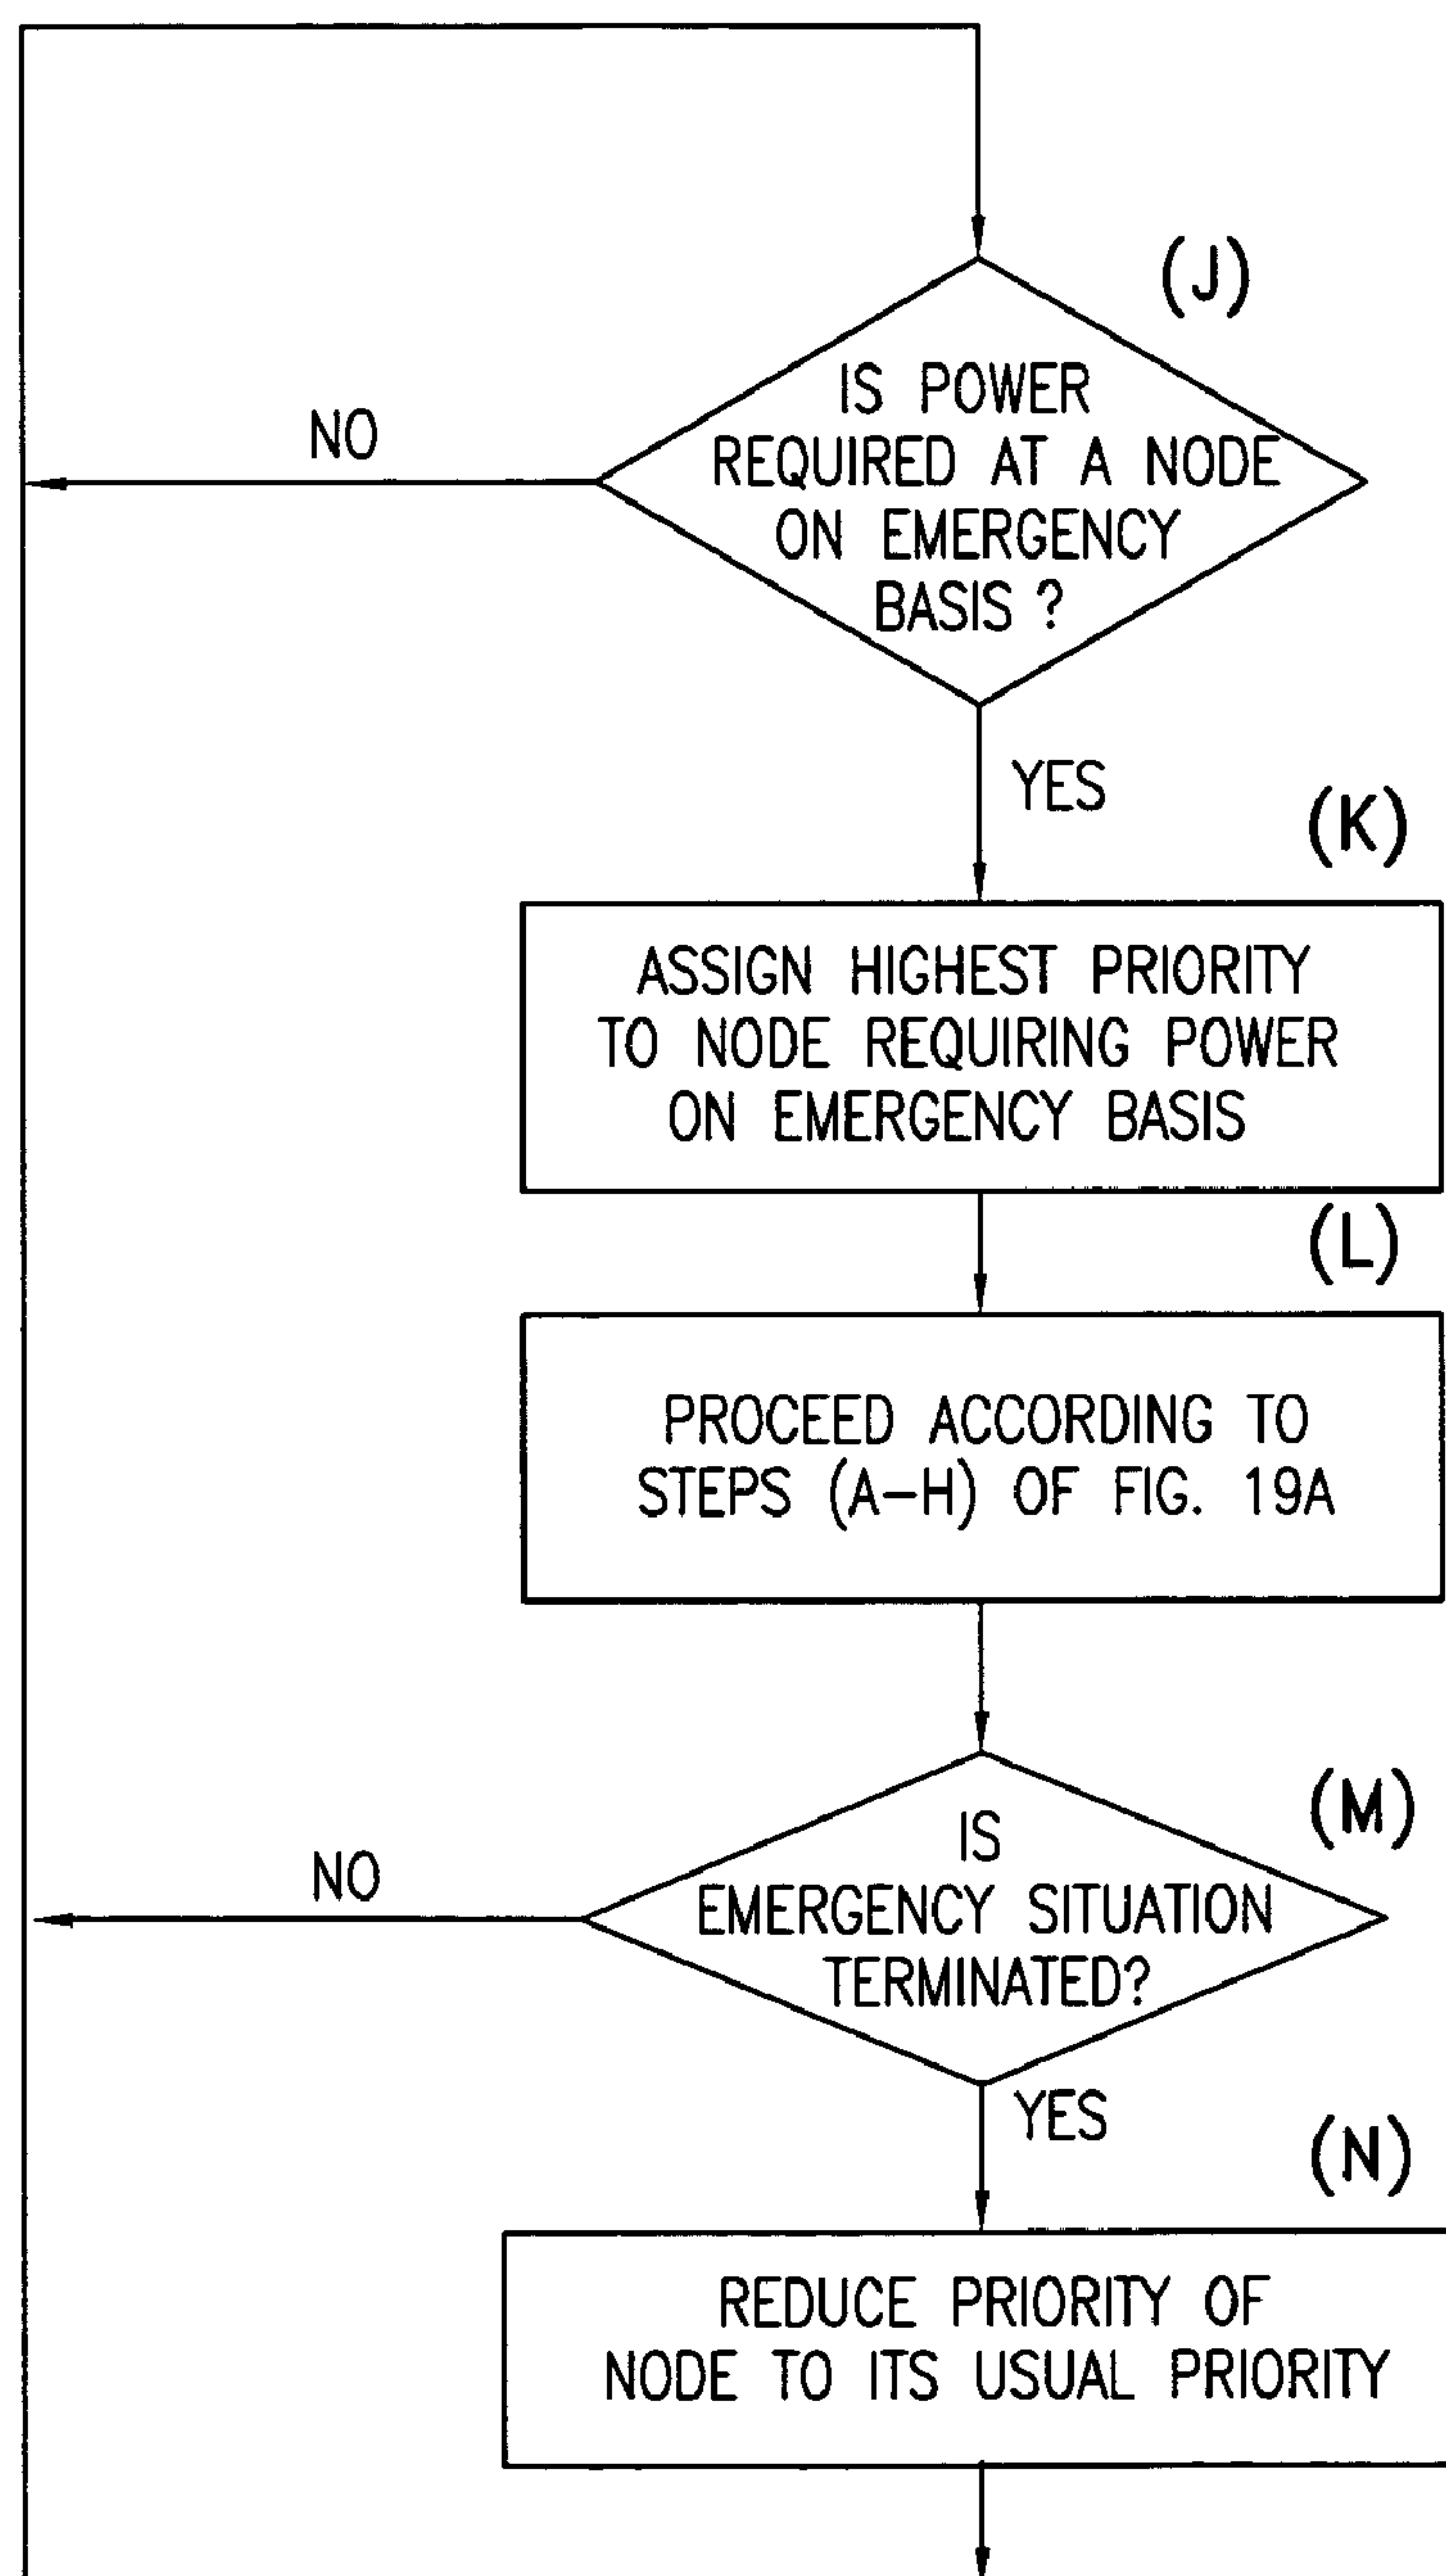 (J)
IS POWER
REQUIRED AT A NODE
ON EMERGENCY
BASIS ?
NO
YES
(K)
ASSIGN HIGHEST PRIORITY
TO NODE REQUIRING POWER
ON EMERGENCY BASIS
(L)
PROCEED ACCORDING TO
STEPS (A-H) OF FIG. 19A
(M)
IS
EMERGENCY SITUATION
TERMINATED?
NO
YES
(N)
REDUCE PRIORITY OF
NODE TO ITS USUAL PRIORITY